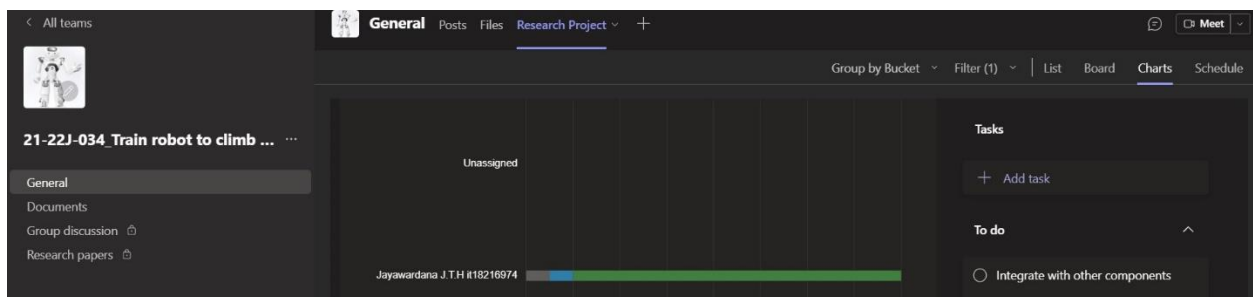 All teams
General Posts Files Research Project
Meet
Group by Bucket Filter (1) List Board Charts Schedule
21-22J-034_Train robot to climb ...
General
Documents
Group discussion
Research papers
Unassigned
Jayawardana J.T.H it18216974
Tasks
Add task
To do
Integrate with other components